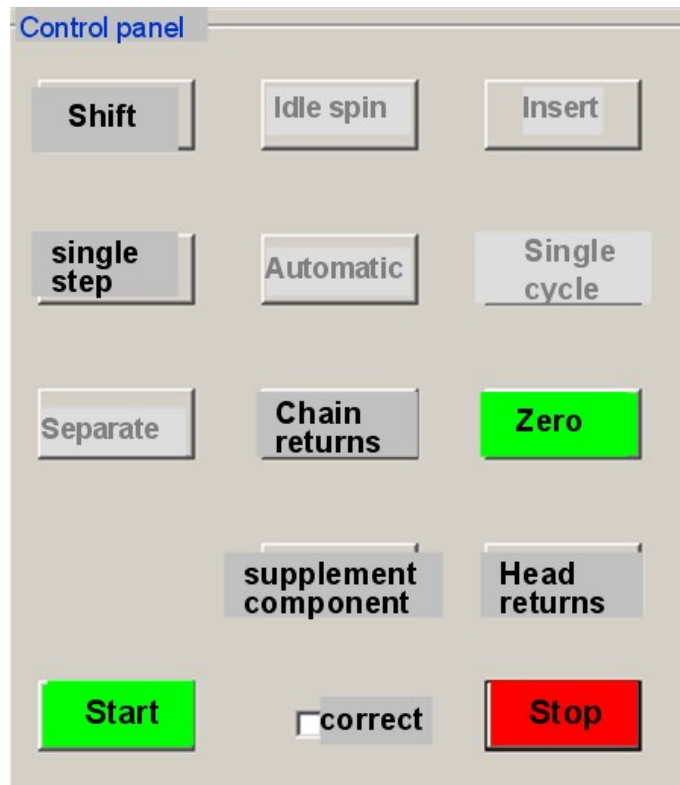 Control panel
Shift
Idle spin
Insert
single
step
Automatic
Single
cycle
Separate
Chain
returns
Zero
supplement
component
Head
returns
Start
correct
Stop